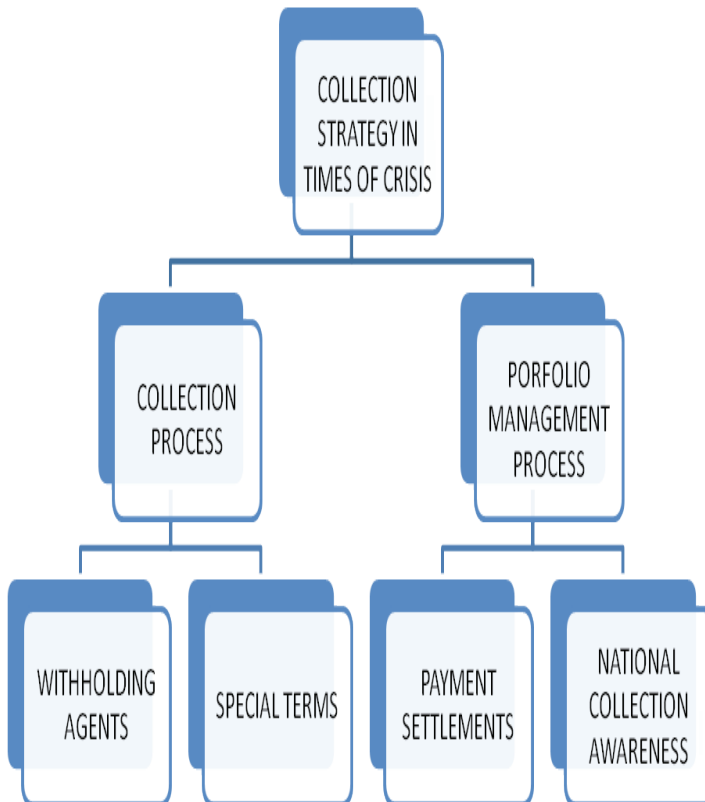 COLLECTION
STRATEGY IN
TIMES OF CRISIS
COLLECTION
PROCESS
PORFOLIO
MANAGEMENT
PROCESS
WITHHOLDING
AGENTS
SPECIAL TERMS
PAYMENT
SETTLEMENTS
NATIONAL
COLLECTION
AWARENESS